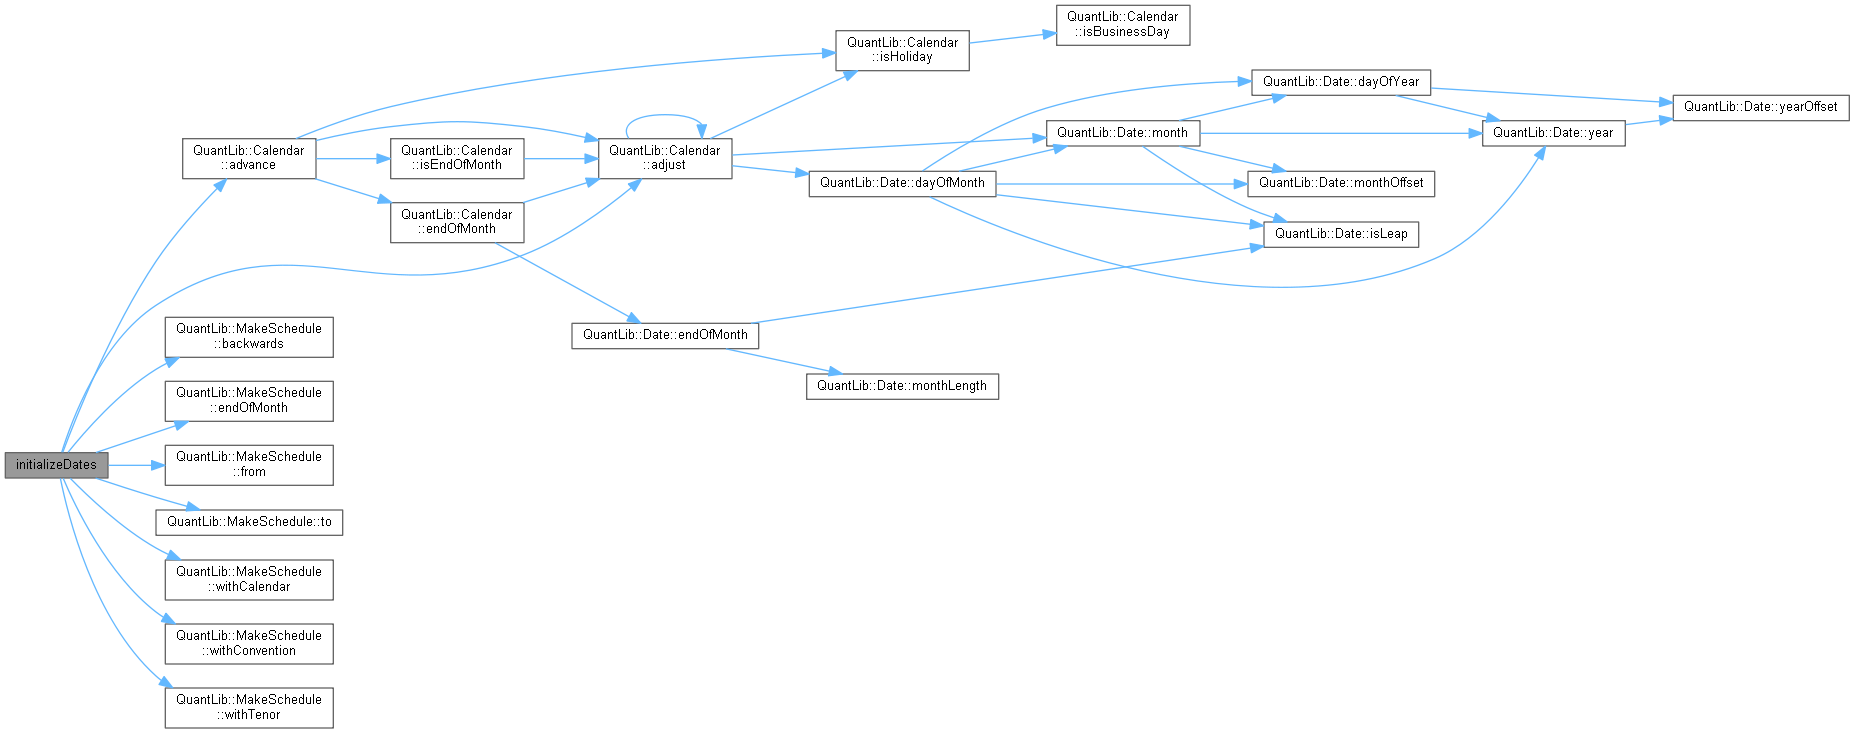 initializeDates
QuantLib::Calendar
::advance
QuantLib::MakeSchedule
::backwards
QuantLib::MakeSchedule
::endOfMonth
QuantLib::MakeSchedule
::from
QuantLib::MakeSchedule::to
QuantLib::MakeSchedule
::withCalendar
QuantLib::MakeSchedule
::withConvention
QuantLib::MakeSchedule
::withTenor
QuantLib::Calendar
::isEndOfMonth
QuantLib::Calendar
::endOfMonth
QuantLib::Calendar
::adjust
QuantLib::Date::endOfMonth
QuantLib::Calendar
::isHoliday
QuantLib::Date::dayOfMonth
QuantLib::Date::monthLength
QuantLib::Calendar
::isBusinessDay
QuantLib::Date::month
QuantLib::Date::dayOfYear
QuantLib::Date::monthOffset
QuantLib::Date::isLeap
QuantLib::Date::year
QuantLib::Date::yearOffset